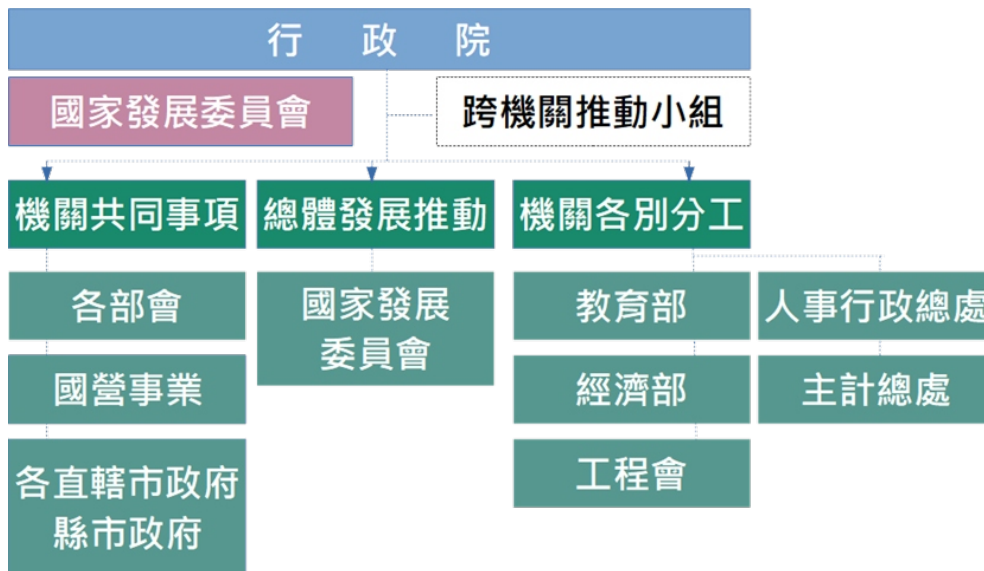 行政院
國家發展委員會
跨機關推動小組
機關共同事項
總體發展推動
機關各別分工
各部會
國家發展
委員會
教育部
人事行政總處
國營事業
經濟部
主計總處
各直轄市政府
縣市政府
工程會